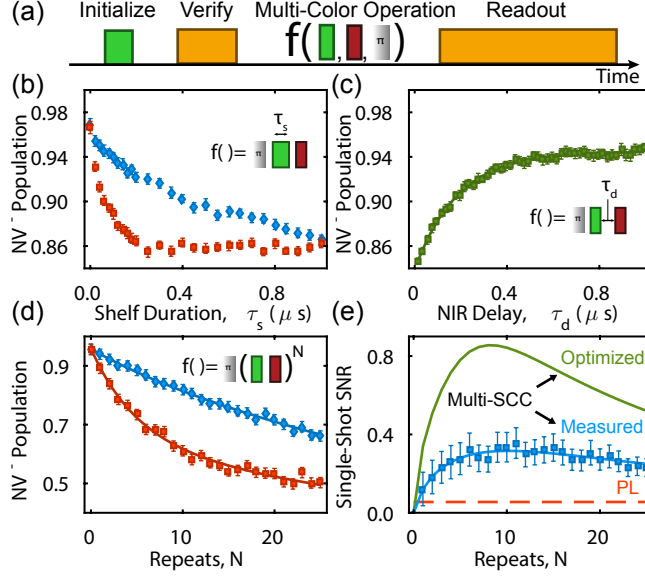 (a) Initialize Verify Multi-Color Operation Readout
f( , , π )
Time
(b)
NV⁻ Population
0.98
0.94
0.90
0.86
τs
f( ) = π
0.0 0.4 0.8
Shelf Duration, τs (μ s)
(c)
NV⁻ Population
0.98
0.94
0.90
0.86
τd
f( ) = π
0 0.4 0.8
NIR Delay, τd (μ s)
(d)
NV⁻ Population
0.9
0.7
0.5
f( ) = π ( )N
0 10 20
Repeats, N
(e)
Single-Shot SNR
0.8
0.4
0.0
Optimized
Multi-SCC
Measured
PL
0 10 20
Repeats, N